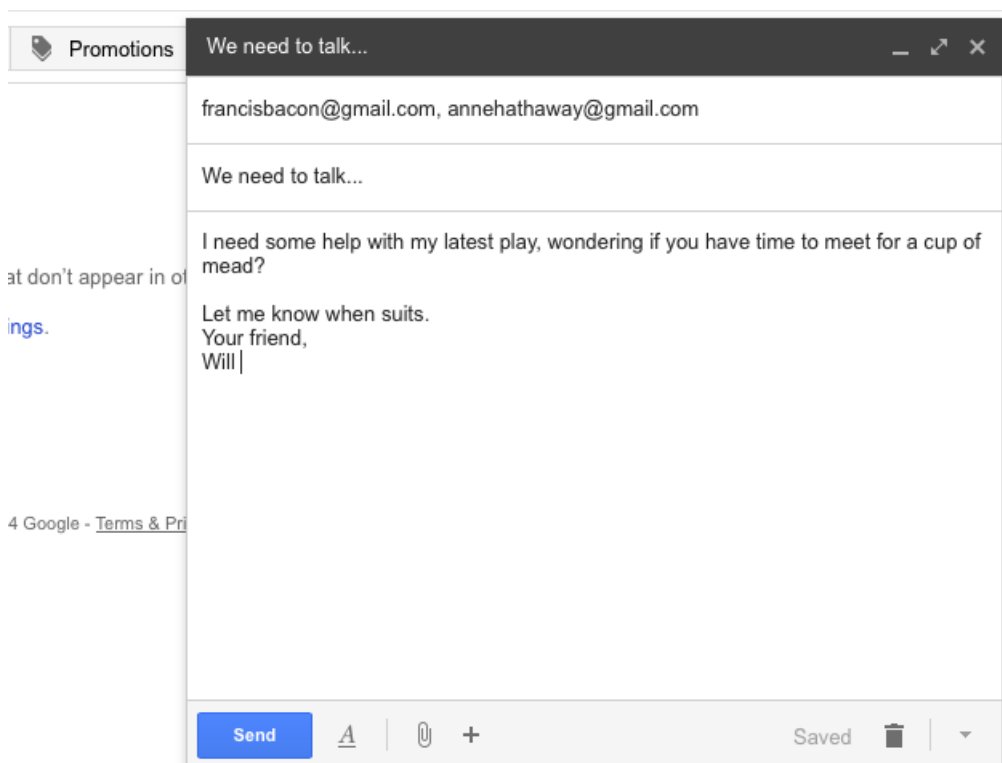 Promotions
We need to talk...
francisbacon@gmail.com, annehathaway@gmail.com
We need to talk...
I need some help with my latest play, wondering if you have time to meet for a cup of
mead?
at don't appear in
ings.
Let me know when suits.
Your friend,
Will
4 Google - Terms & Pri
Send A
Saved